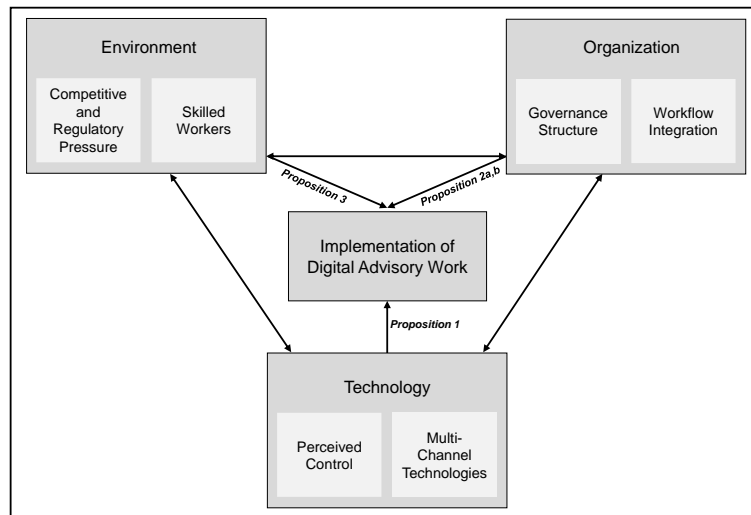 Environment
Competitive
and
Regulatory
Pressure
Skilled
Workers
Organization
Governance
Structure
Workflow
Integration
Proposition 3
Proposition 2a,b
Implementation of
Digital Advisory Work
Proposition 1
Technology
Perceived
Control
Multi-
Channel
Technologies